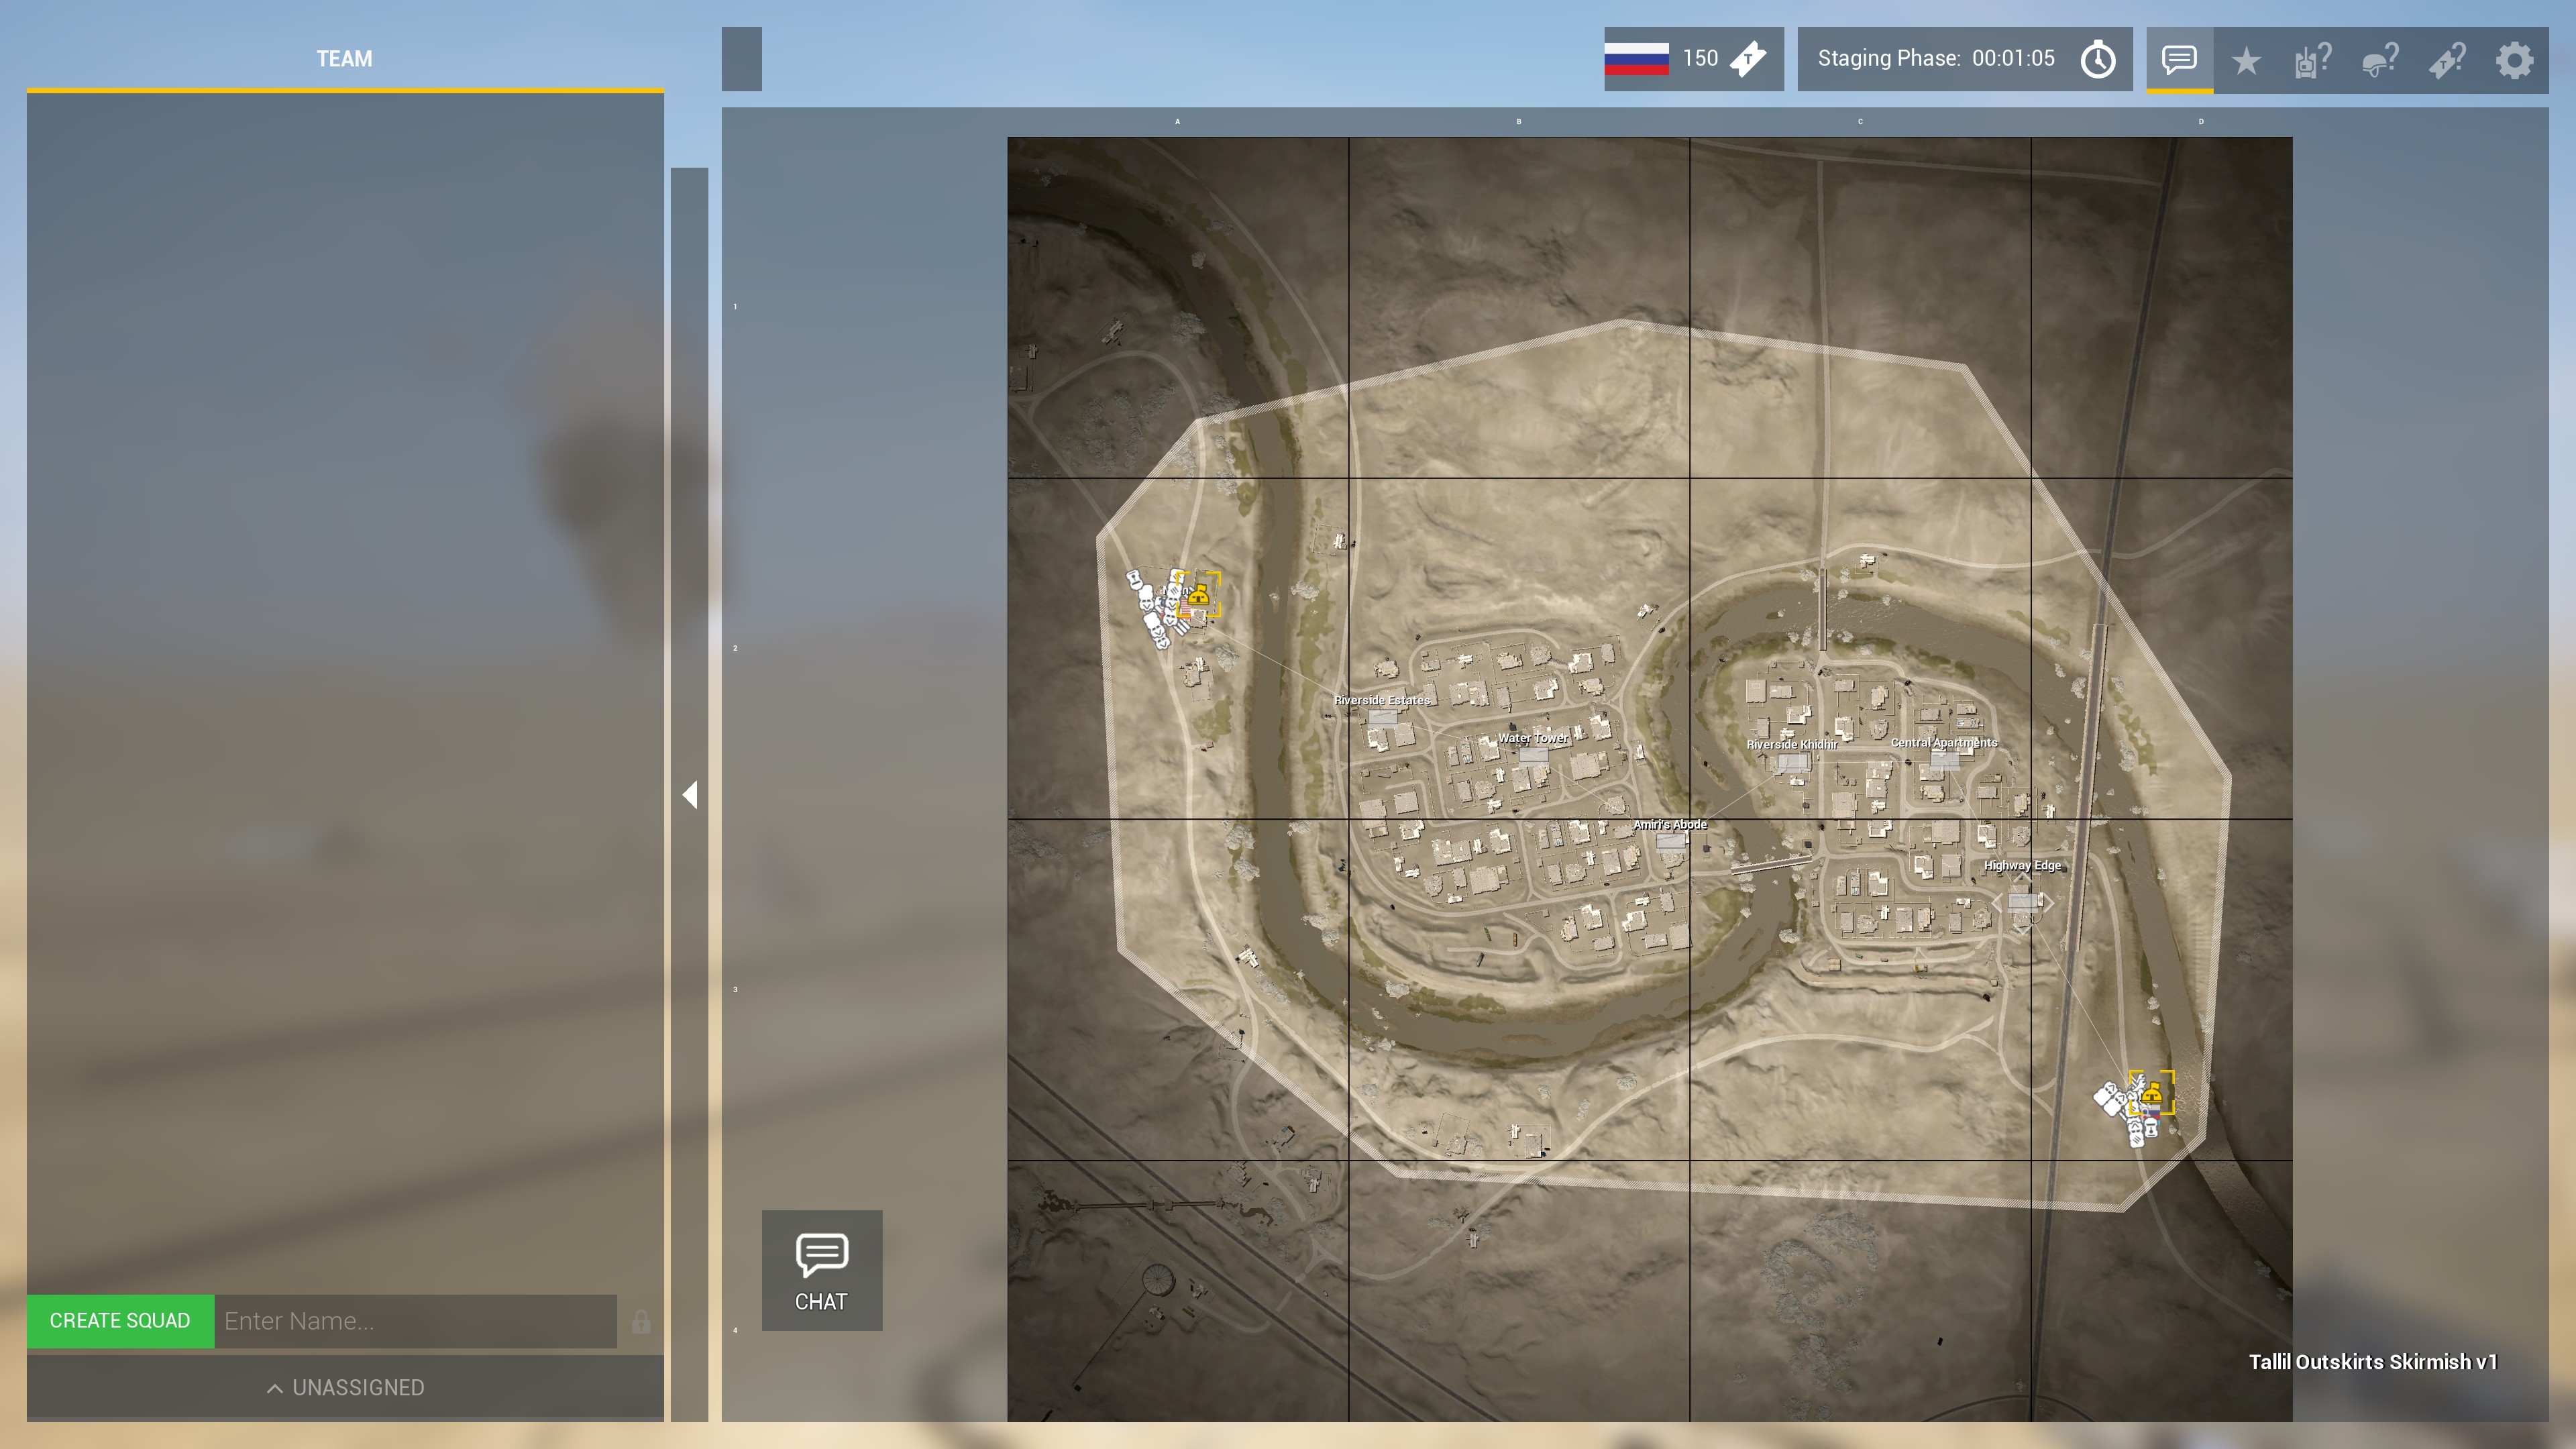 TEAM
150
Staging Phase: 00:01:05
A
B
C
D
1
2
3
4
Riverside Estates
Water Tower
Riverside Khidhir
Central Apartments
Amiri's Abode
Highway Edge
CHAT
CREATE SQUAD
Enter Name...
UNASSIGNED
Tallil Outskirts Skirmish v1